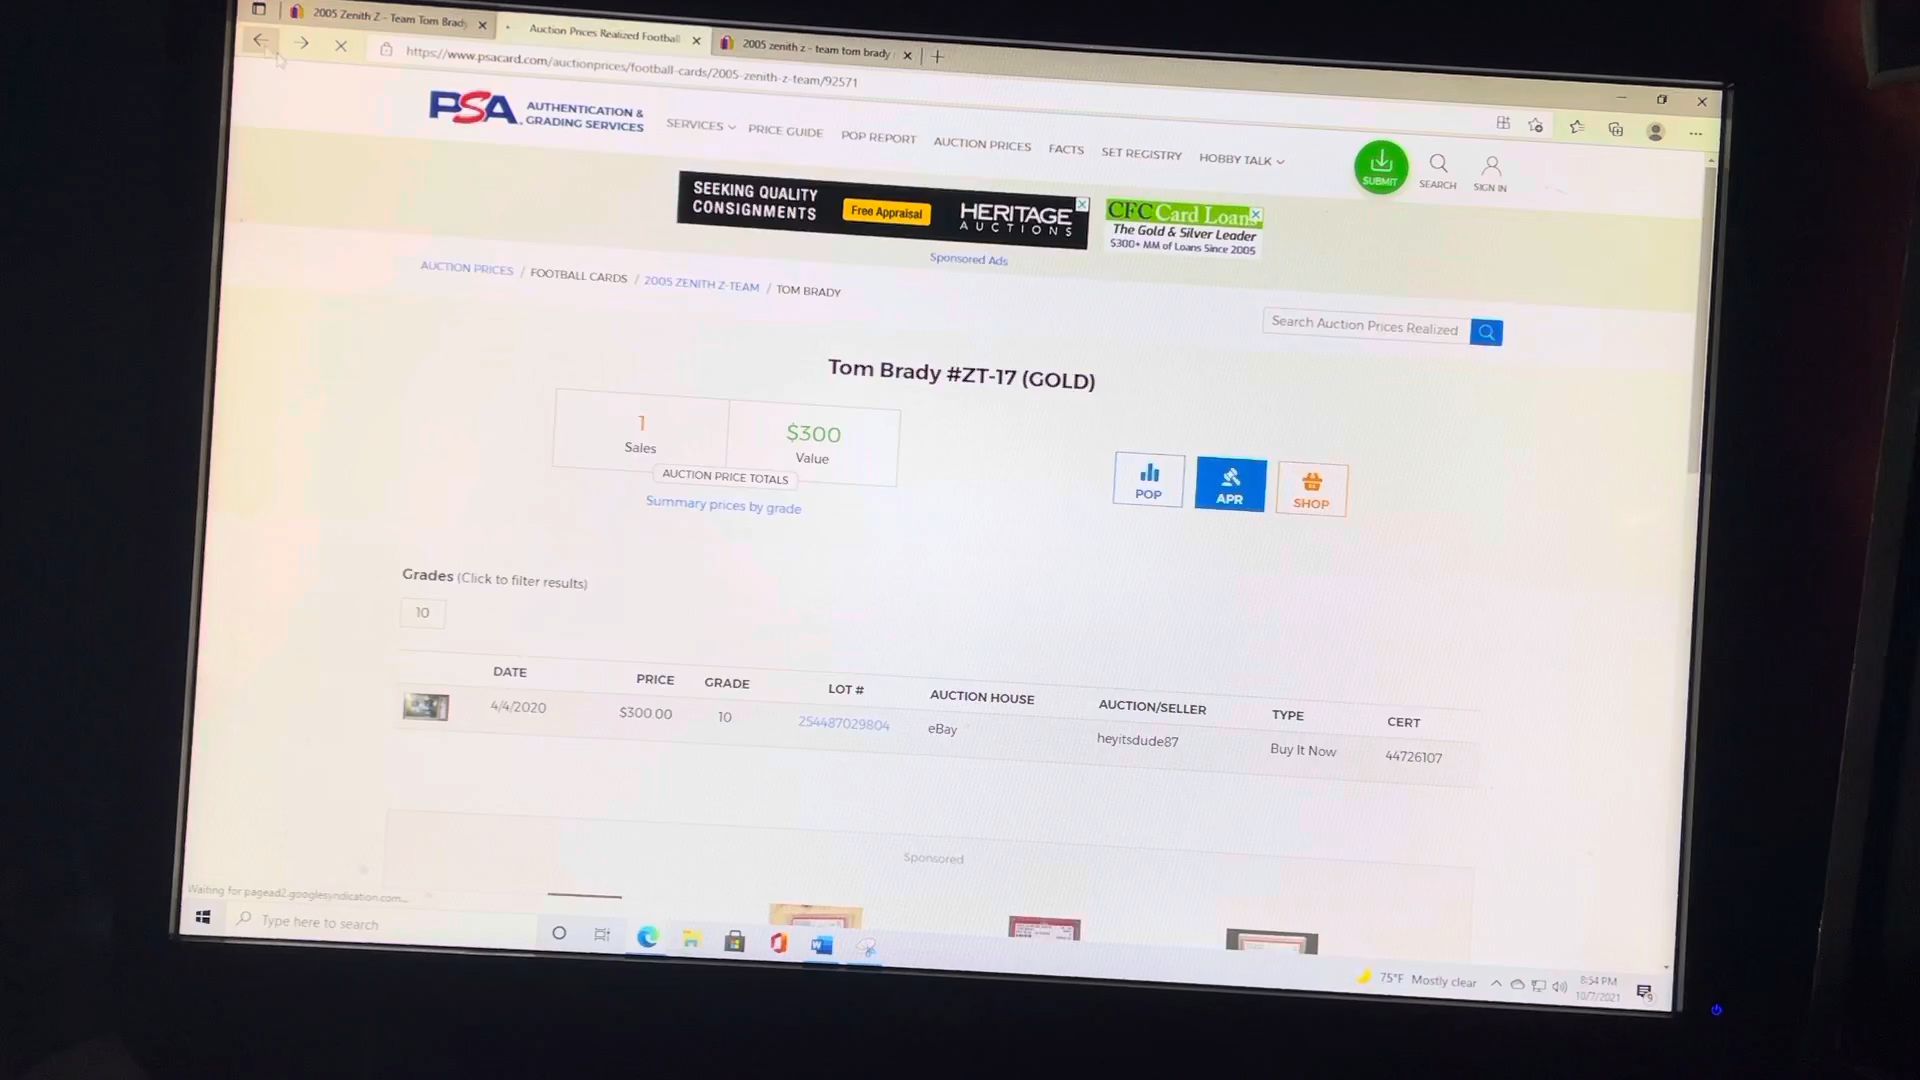 2005 Zenith Z - Team Tom Brady
Auction Prices Realized Football
2005 zenith z - team tom brady
https://www.psacard.com/auctionprices/football-cards/2005-zenith-z-team/92571
PSA AUTHENTICATION & GRADING SERVICES
SERVICES PRICE GUIDE POP REPORT AUCTION PRICES FACTS SET REGISTRY HOBBY TALK
SUBMIT SEARCH SIGN IN
SEEKING QUALITY
CONSIGNMENTS
Free Appraisal
HERITAGE
AUCTIONS
CFC Card Loans
The Gold & Silver Leader
$300+ MM of Loans Since 2005
Sponsored Ads
AUCTION PRICES / FOOTBALL CARDS / 2005 ZENITH Z-TEAM / TOM BRADY
Search Auction Prices Realized
Tom Brady #ZT-17 (GOLD)
1 $300
Sales Value
AUCTION PRICE TOTALS
Summary prices by grade
POP APR SHOP
Grades (Click to filter results)
10
DATE PRICE GRADE LOT # AUCTION HOUSE AUCTION/SELLER TYPE CERT
4/4/2020 $300.00 10 254487029804 eBay heyitsdude87 Buy It Now 44726107
Sponsored
Waiting for pagead2.googlesyndication.com...
Type here to search
75°F Mostly clear
8:54 PM
10/7/2021
9